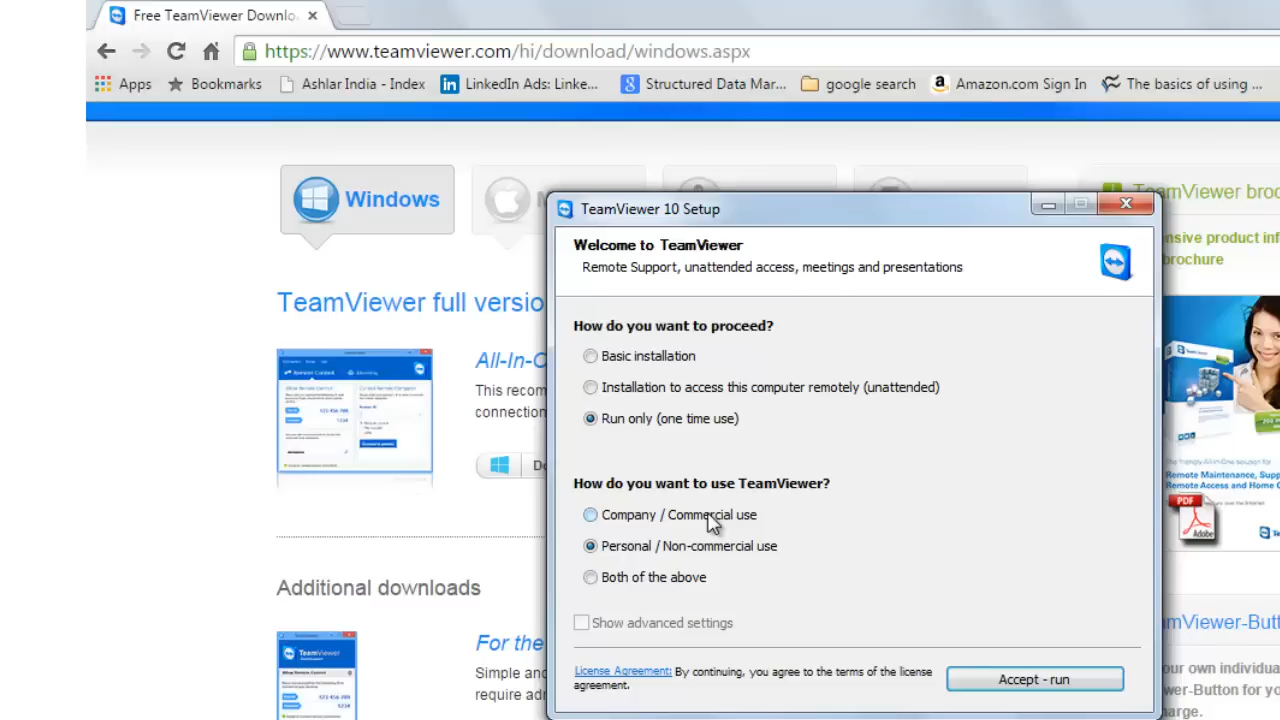 Free TeamViewer Downlo
https://www.teamviewer.com/hi/download/windows.aspx
Apps Bookmarks Ashlar India - Index LinkedIn Ads: Linke... Structured Data Mar... google search Amazon.com Sign In The basics of using ...
Windows
TeamViewer full versio
All-In-O
This recom
connection
Do
Additional downloads
For the
Simple and
require adr
TeamViewer 10 Setup
Welcome to TeamViewer
Remote Support, unattended access, meetings and presentations
How do you want to proceed?
Basic installation
Installation to access this computer remotely (unattended)
Run only (one time use)
How do you want to use TeamViewer?
Company / Commercial use
Personal / Non-commercial use
Both of the above
Show advanced settings
License Agreement: By continuing, you agree to the terms of the license
agreement.
Accept - run
TeamViewer broc
ensive product inf
brochure
Remote Maintenance, Supp
Remote Access and Home O
PDF
Adobe
amViewer-Butt
our own individua
wer-Button for yo
harge.